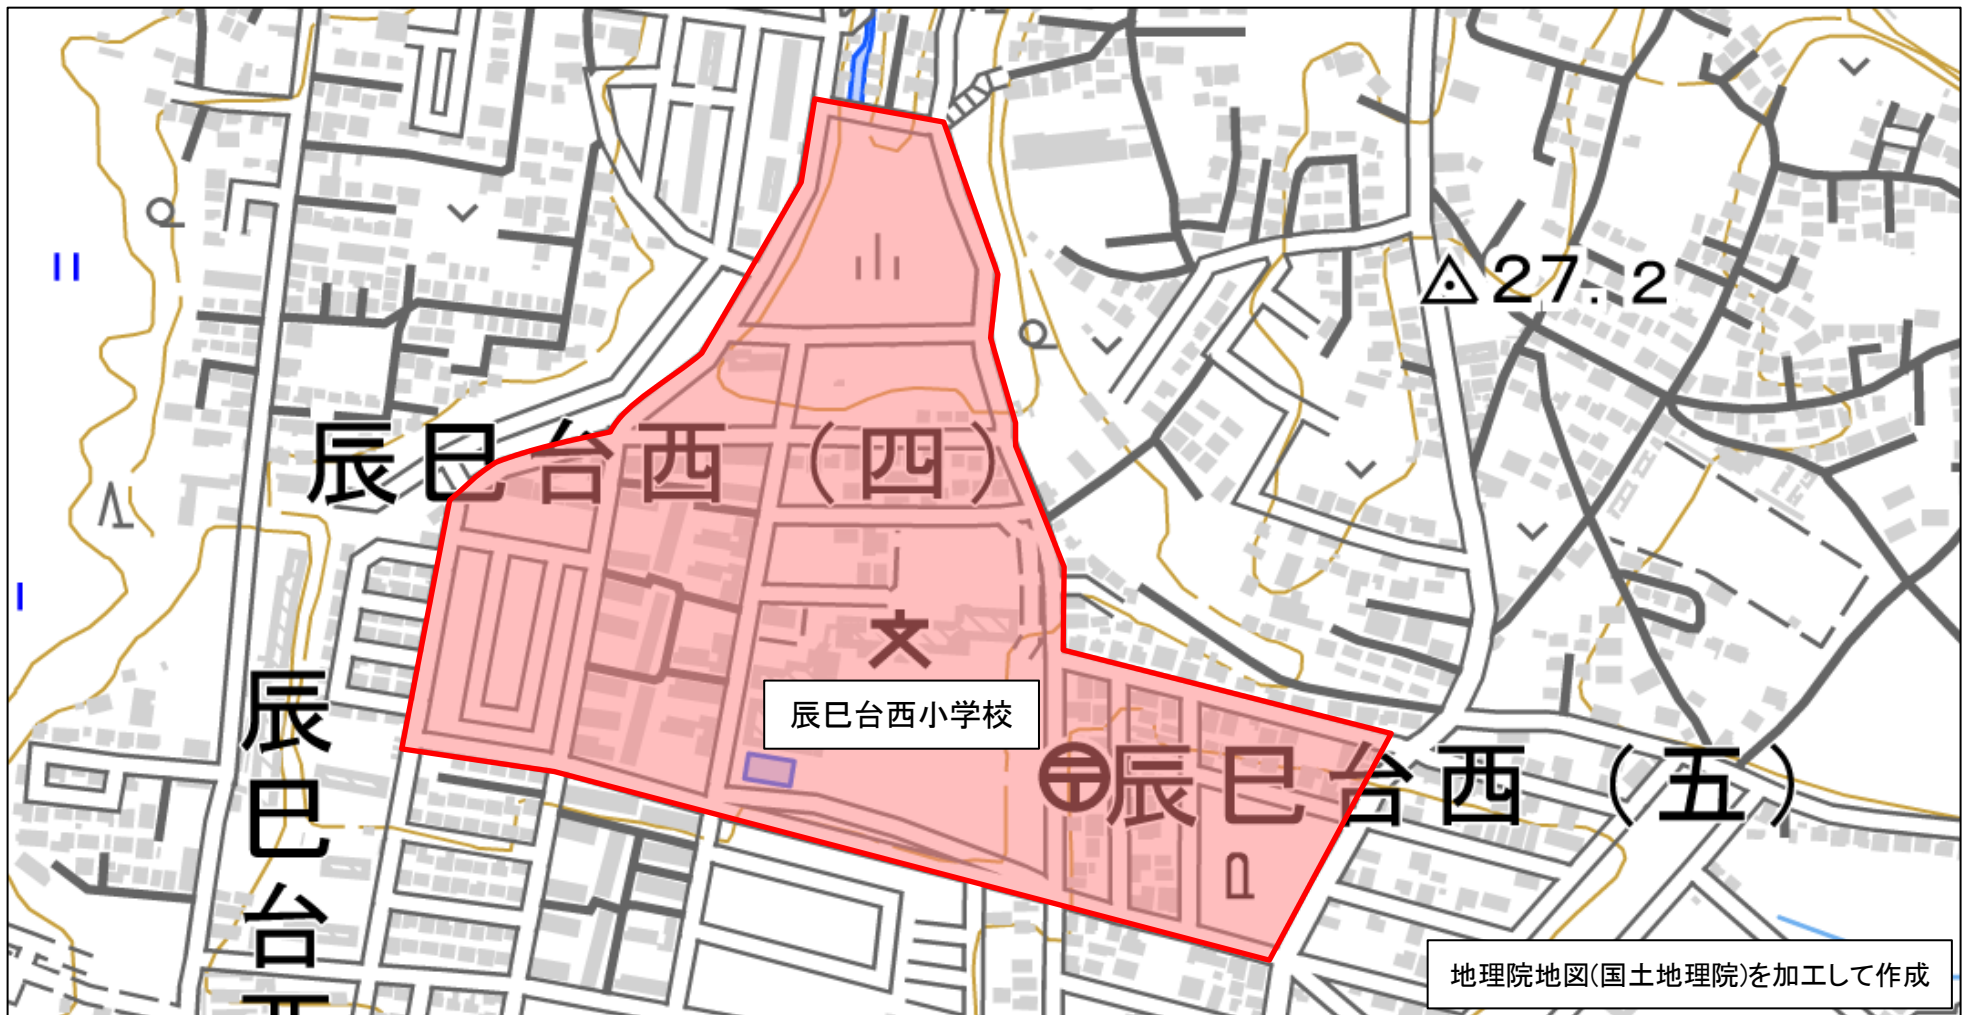 27.2
辰巳台西（四）
辰巳台西小学校
辰巳台西（五）
辰巳台西
地理院地図(国土地理院)を加工して作成